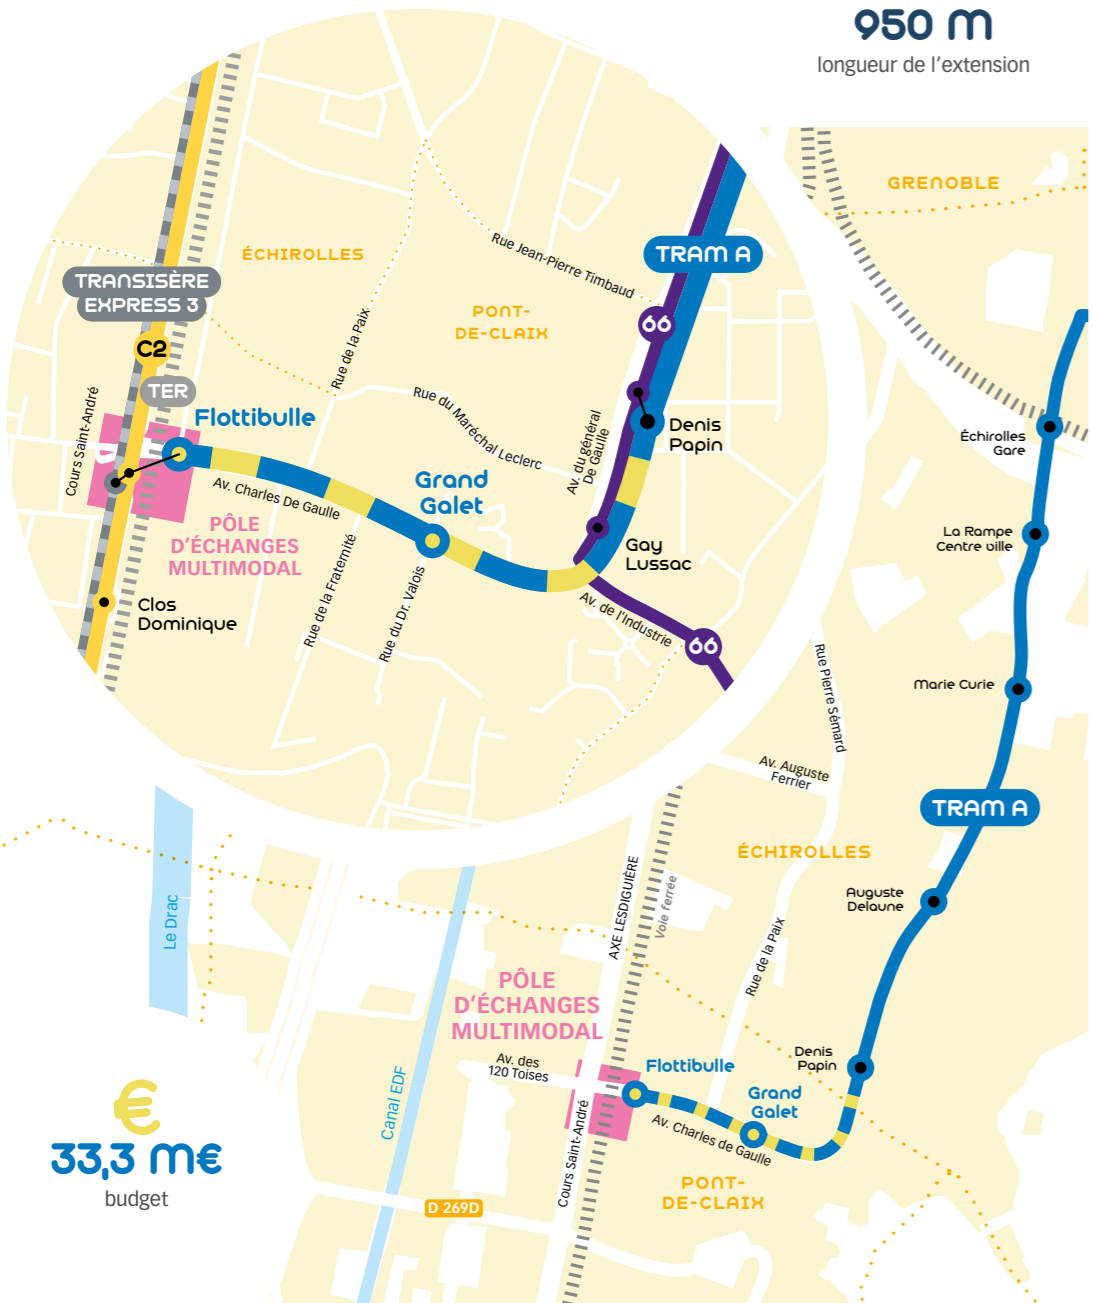 950 m
longueur de l'extension
GRENOBLE
ÉCHIROLLES
TRANSISÈRE
EXPRESS 3
C2
TER
Cours Saint-André
Flottibulle
Rue de la Paix
Rue Jean-Pierre Timbaud
TRAM A
PONT-
DE-CLAIX
66
Rue du Maréchal Leclerc
Av. du général
De Gaulle
Denis
Papin
Av. Charles De Gaulle
Grand
Galet
PÔLE
D'ÉCHANGES
MULTIMODAL
Gay
Lussac
Clos
Dominique
Rue de la Fraternité
Rue du Dr. Valois
Av. de l'Industrie
66
Échirolles
Gare
La Rampe
Centre ville
Marie Curie
Rue Pierre Sémard
Av. Auguste
Ferrier
TRAM A
ÉCHIROLLES
Auguste
Delaune
AXE LESDIGUIÈRE
Voie ferrée
Le Drac
Rue de la Paix
PÔLE
D'ÉCHANGES
MULTIMODAL
Av. des
120 Toises
Flottibulle
Denis
Papin
Grand
Galet
Canal EDF
Cours Saint-André
Av. Charles de Gaulle
€
33,3 m€
budget
PONT-
DE-CLAIX
D 269D